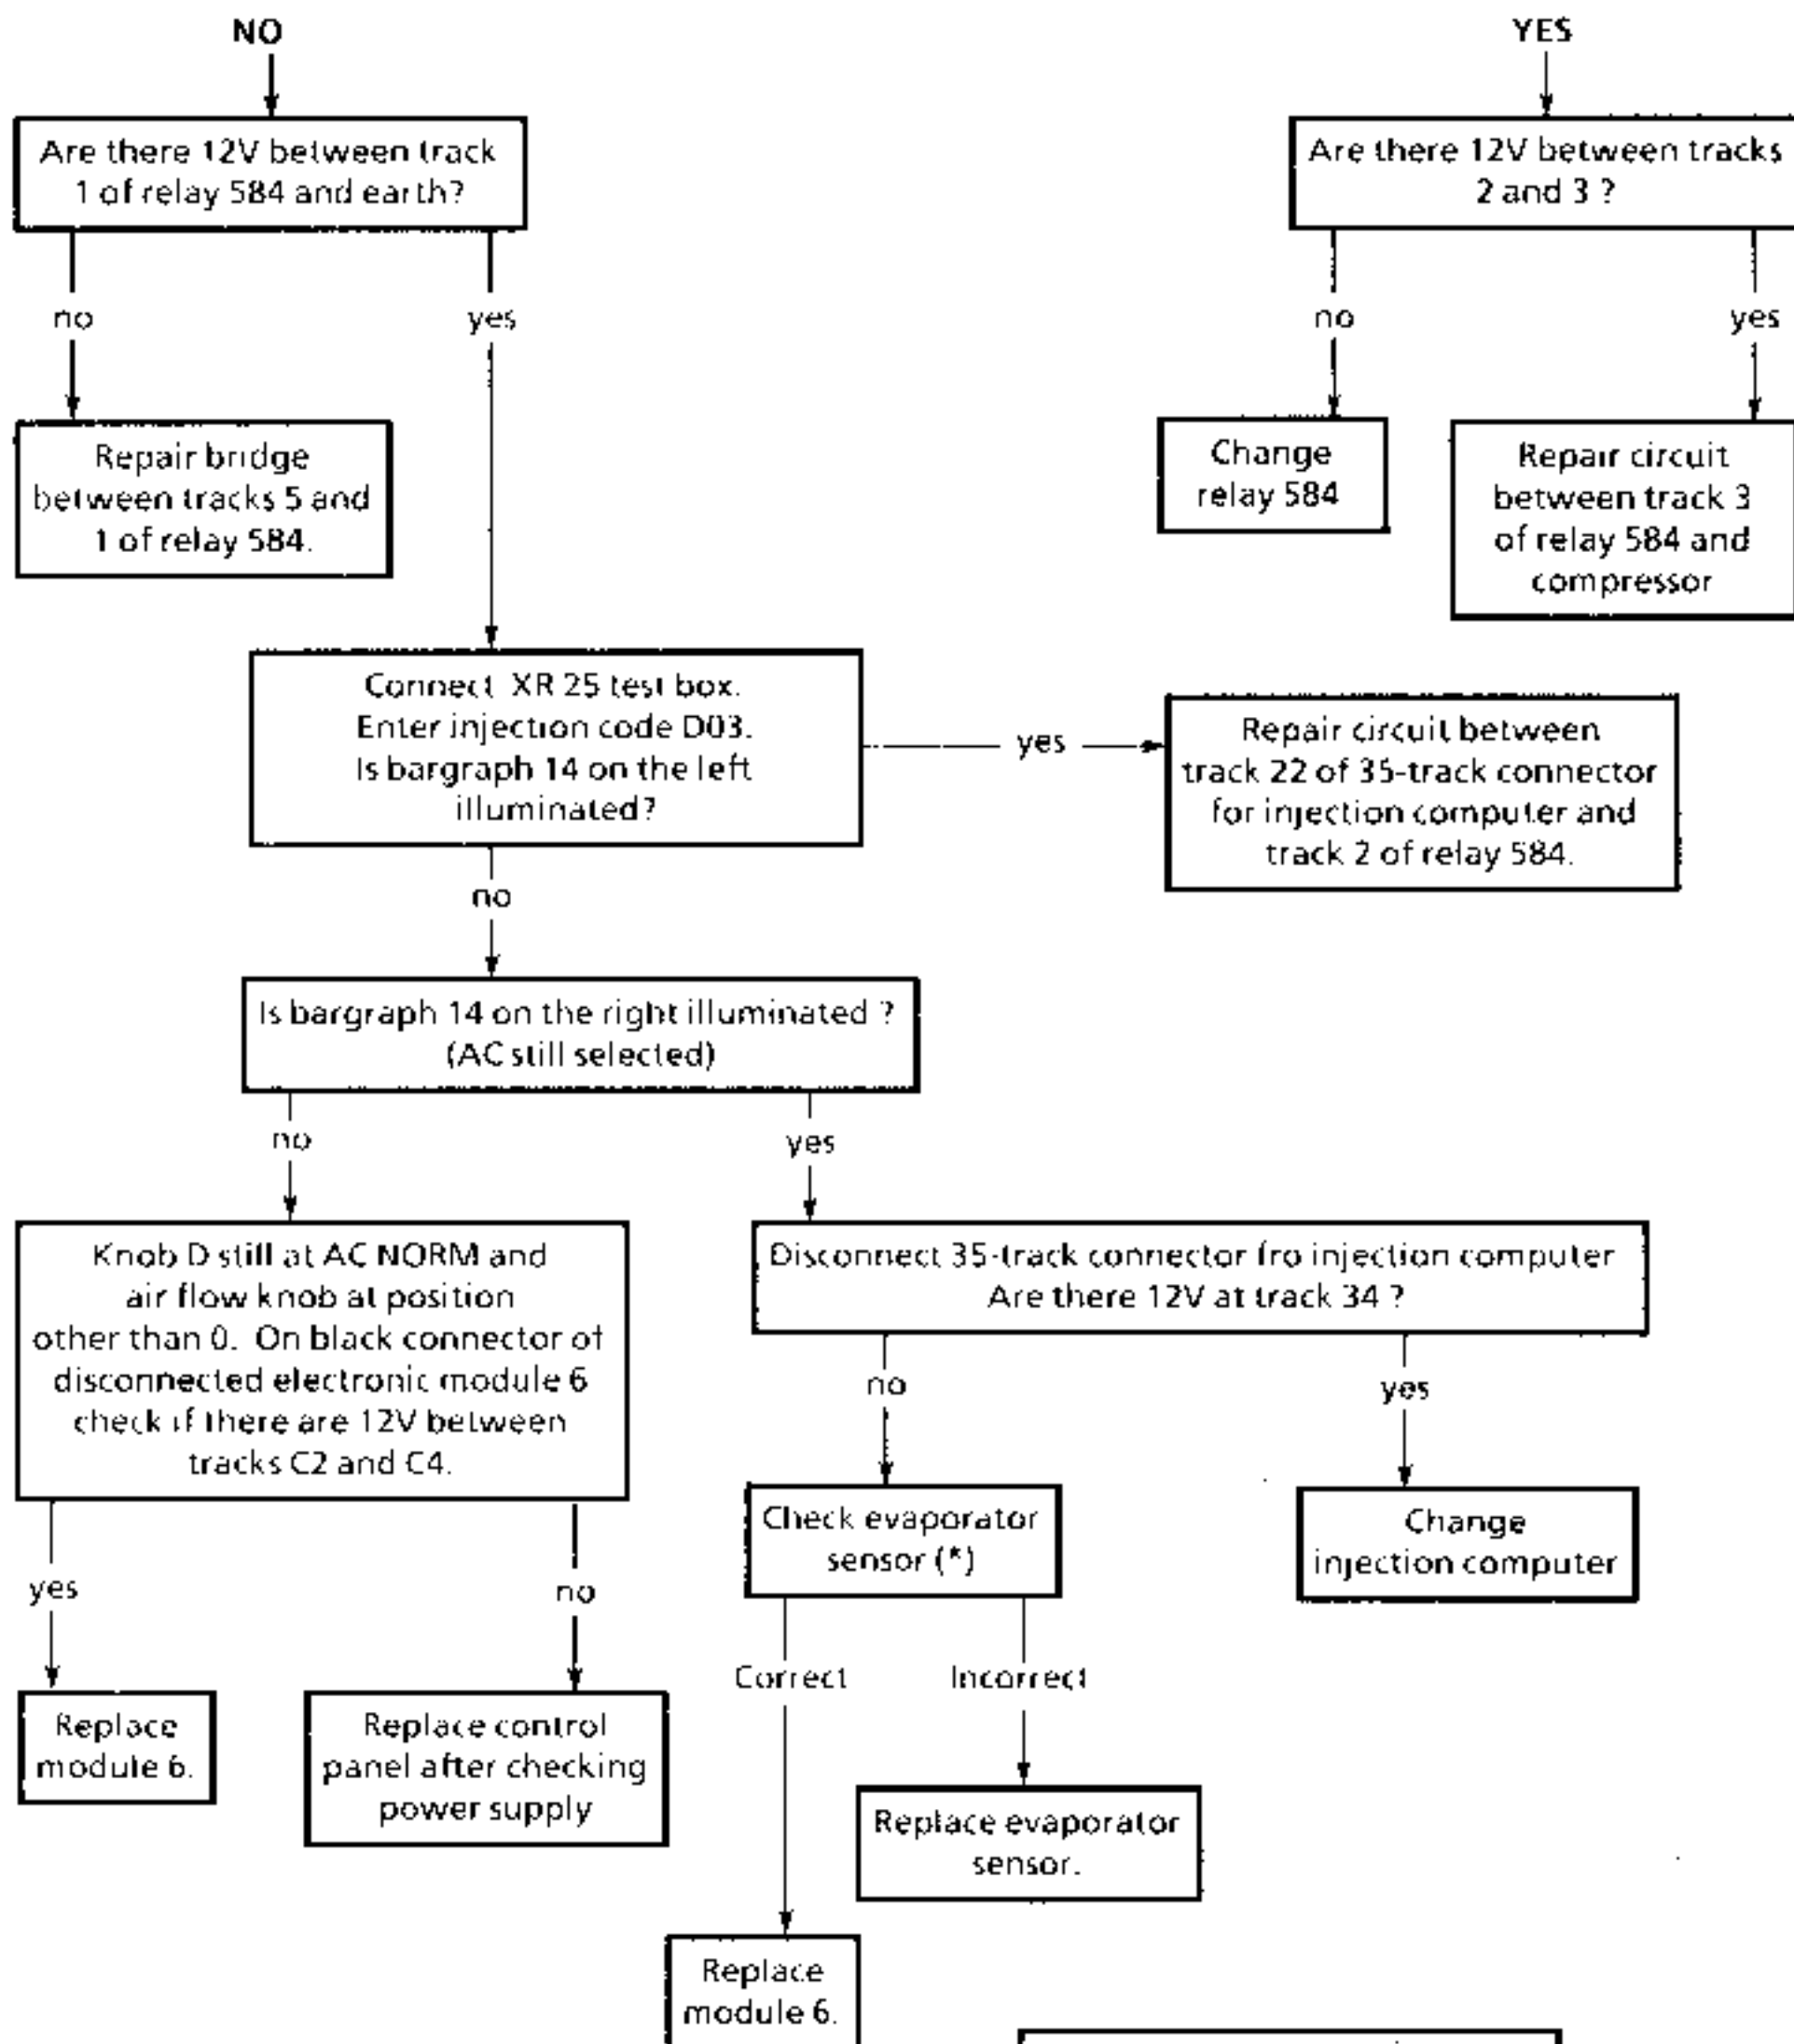 NO
YES
Are there 12V between track
1 of relay 584 and earth?
Are there 12V between tracks
2 and 3 ?
no
yes
no
yes
Repair bridge
between tracks 5 and
1 of relay 584.
Change
relay 584
Repair circuit
between track 3
of relay 584 and
compressor
Connect XR 25 test box.
Enter injection code D03.
Is bargraph 14 on the left
illuminated?
yes
Repair circuit between
track 22 of 35-track connector
for injection computer and
track 2 of relay 584.
no
Is bargraph 14 on the right illuminated ?
(AC still selected)
no
yes
Knob D still at AC NORM and
air flow knob at position
other than 0. On black connector of
disconnected electronic module 6
check if there are 12V between
tracks C2 and C4.
Disconnect 35-track connector fro injection computer
Are there 12V at track 34 ?
no
yes
Check evaporator
sensor (*)
Change
injection computer
yes
no
Correct
Incorrect
Replace
module 6.
Replace control
panel after checking
power supply
Replace evaporator
sensor.
Replace
module 6.